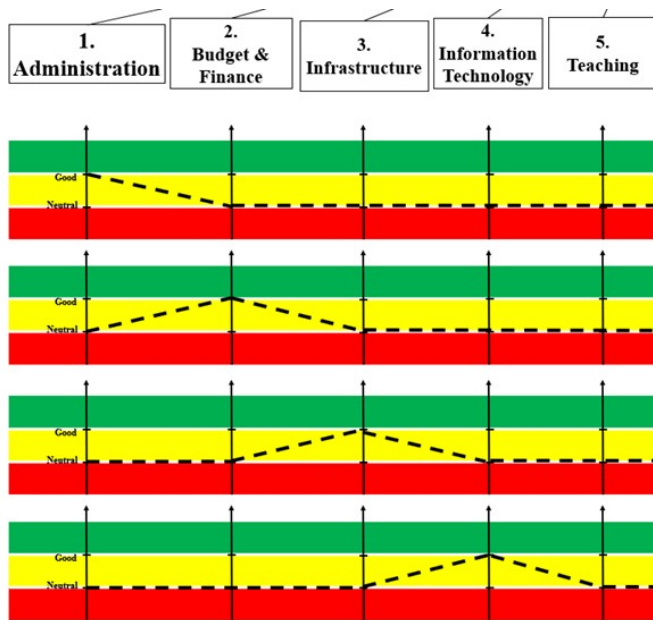 1.
Administration
2.
Budget &
Finance
3.
Infrastructure
4.
Information
Technology
5.
Teaching
Good
Neutral
Good
Neutral
Good
Neutral
Good
Neutral